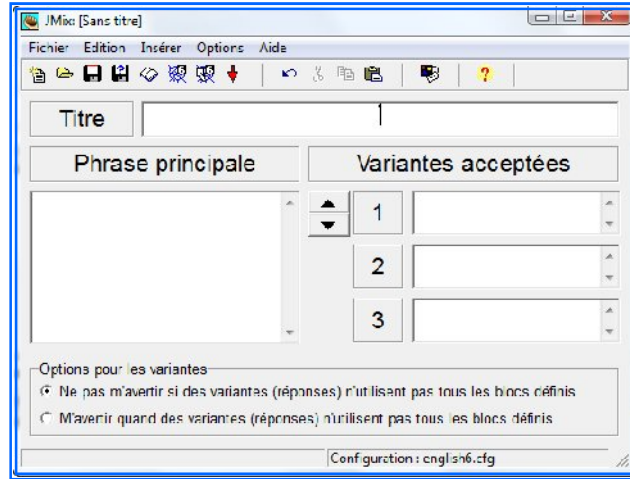 JMix: [Sans titre]
Fichier Edition Insérer Options Aide
Titre
Phrase principale Variantes acceptées
1
2
3
Options pour les variantes
Ne pas m'avertir si des variantes (réponses) n'utilisent pas tous les blocs définis
M'avertir quand des variantes (réponses) n'utilisent pas tous les blocs définis
Configuration : english6.cfg